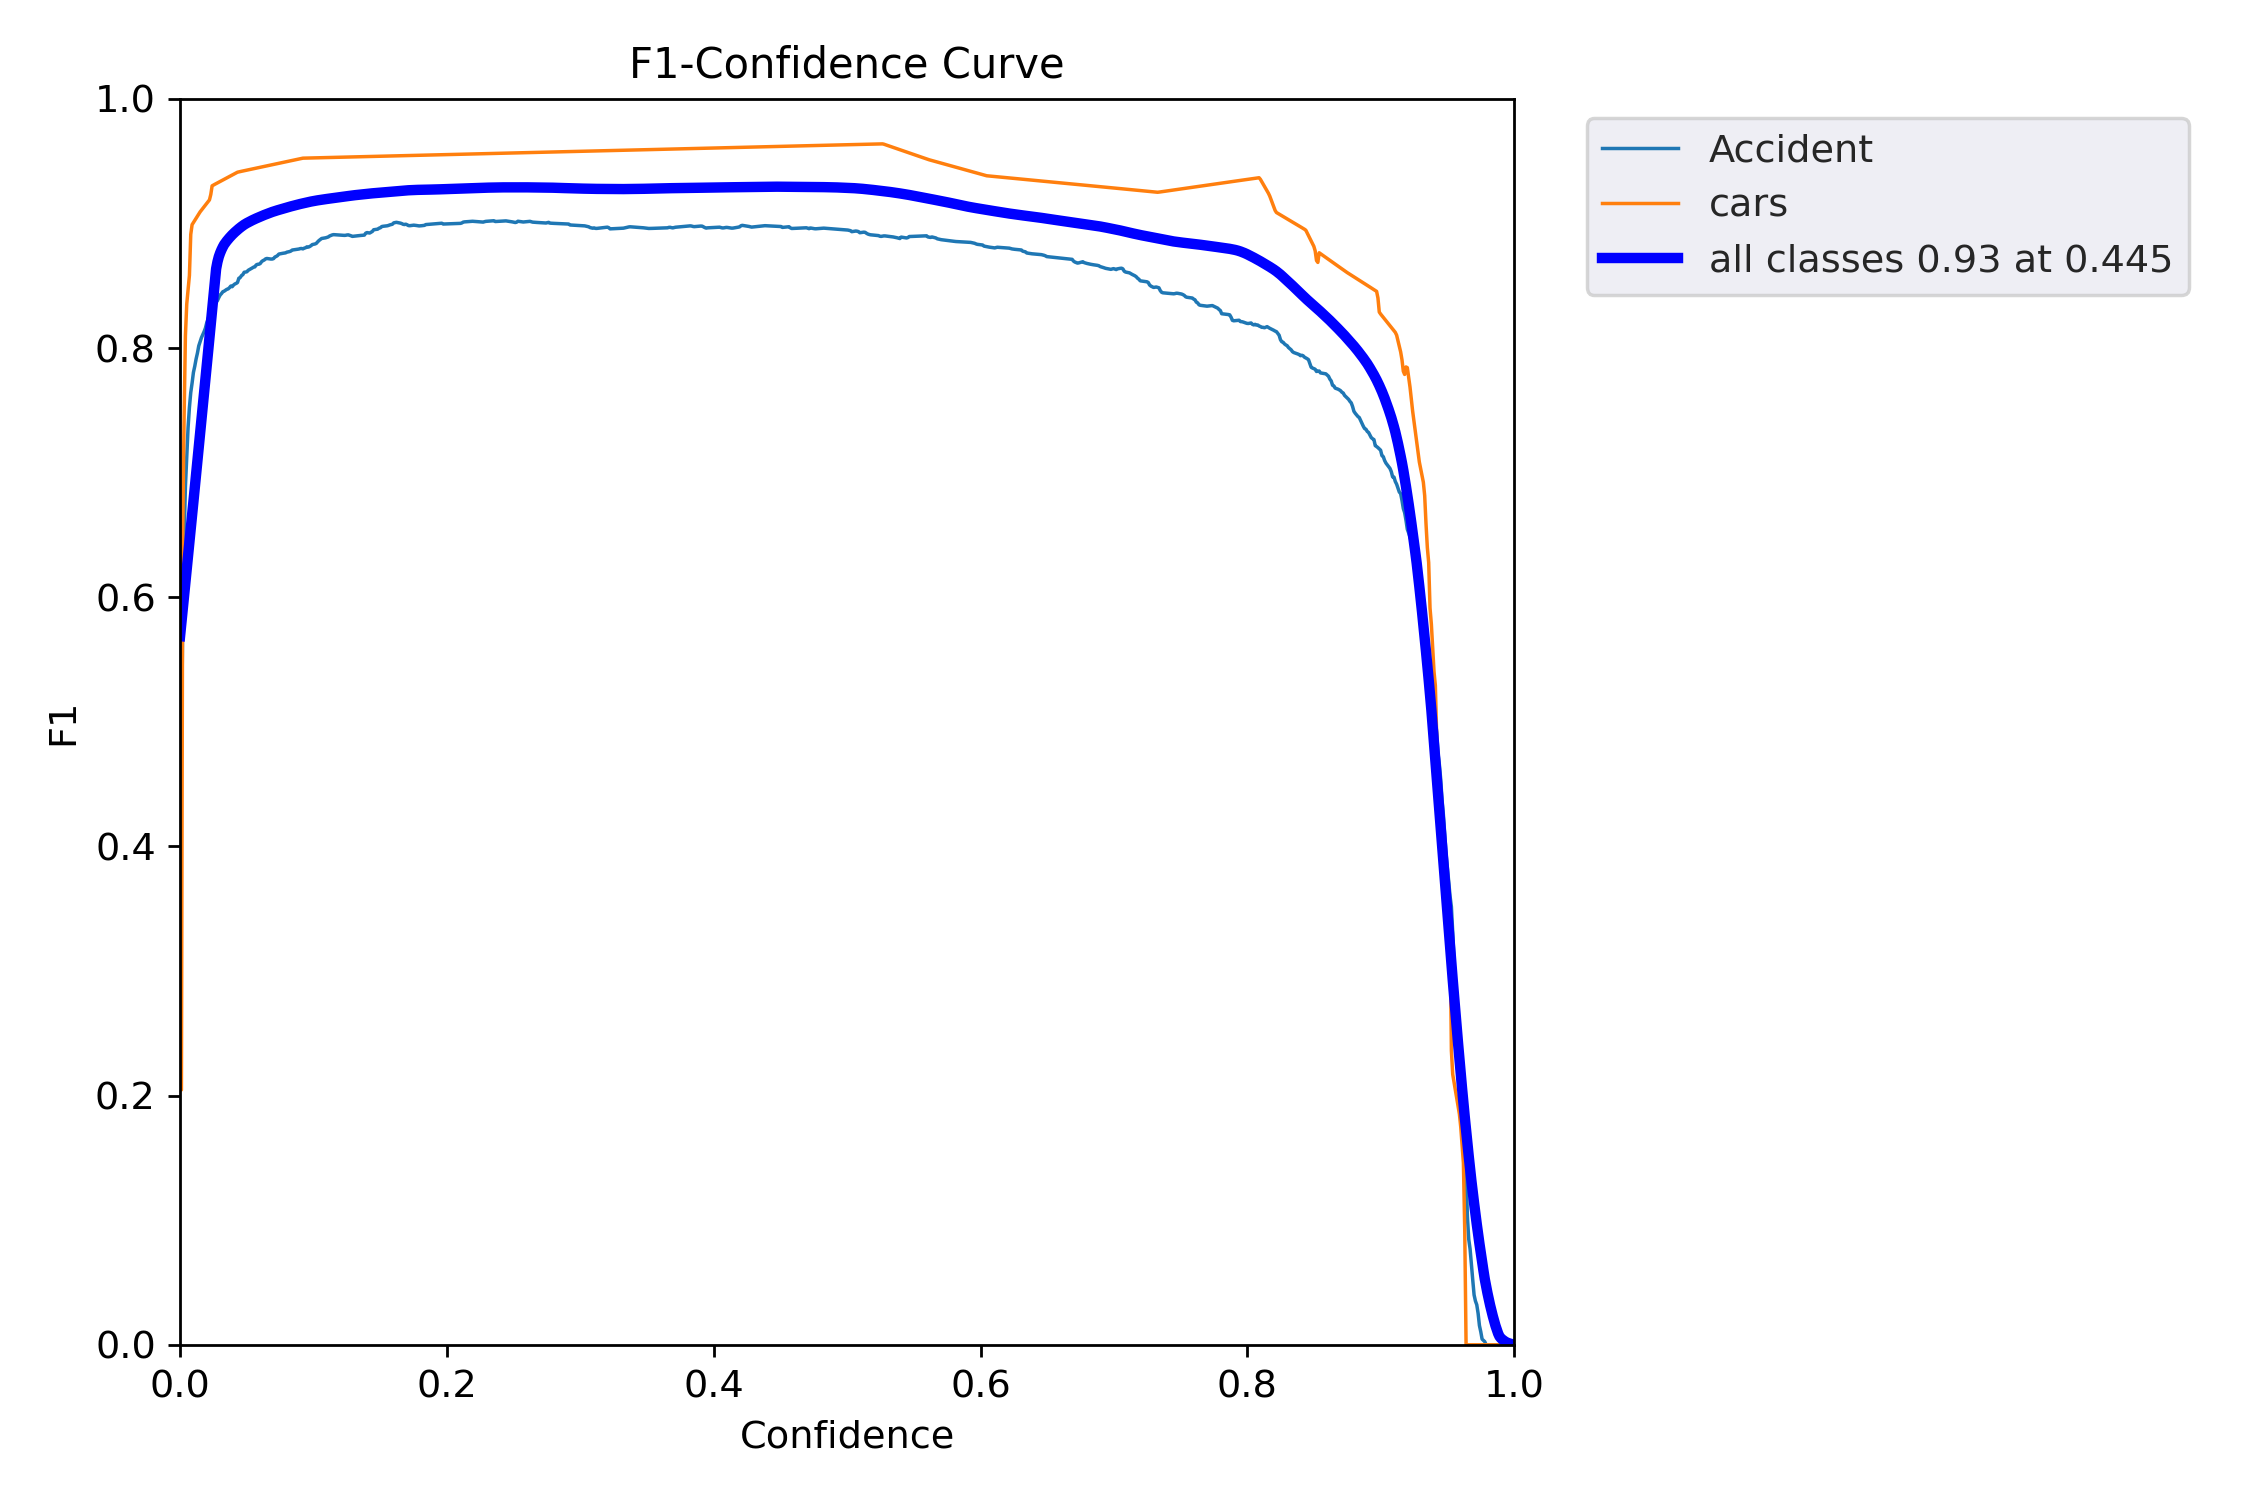 F1-Confidence Curve
1.0
0.8
0.6
0.4
0.2
0.0
F1
0.0 0.2 0.4 0.6 0.8 1.0
Confidence
Accident
cars
all classes 0.93 at 0.445